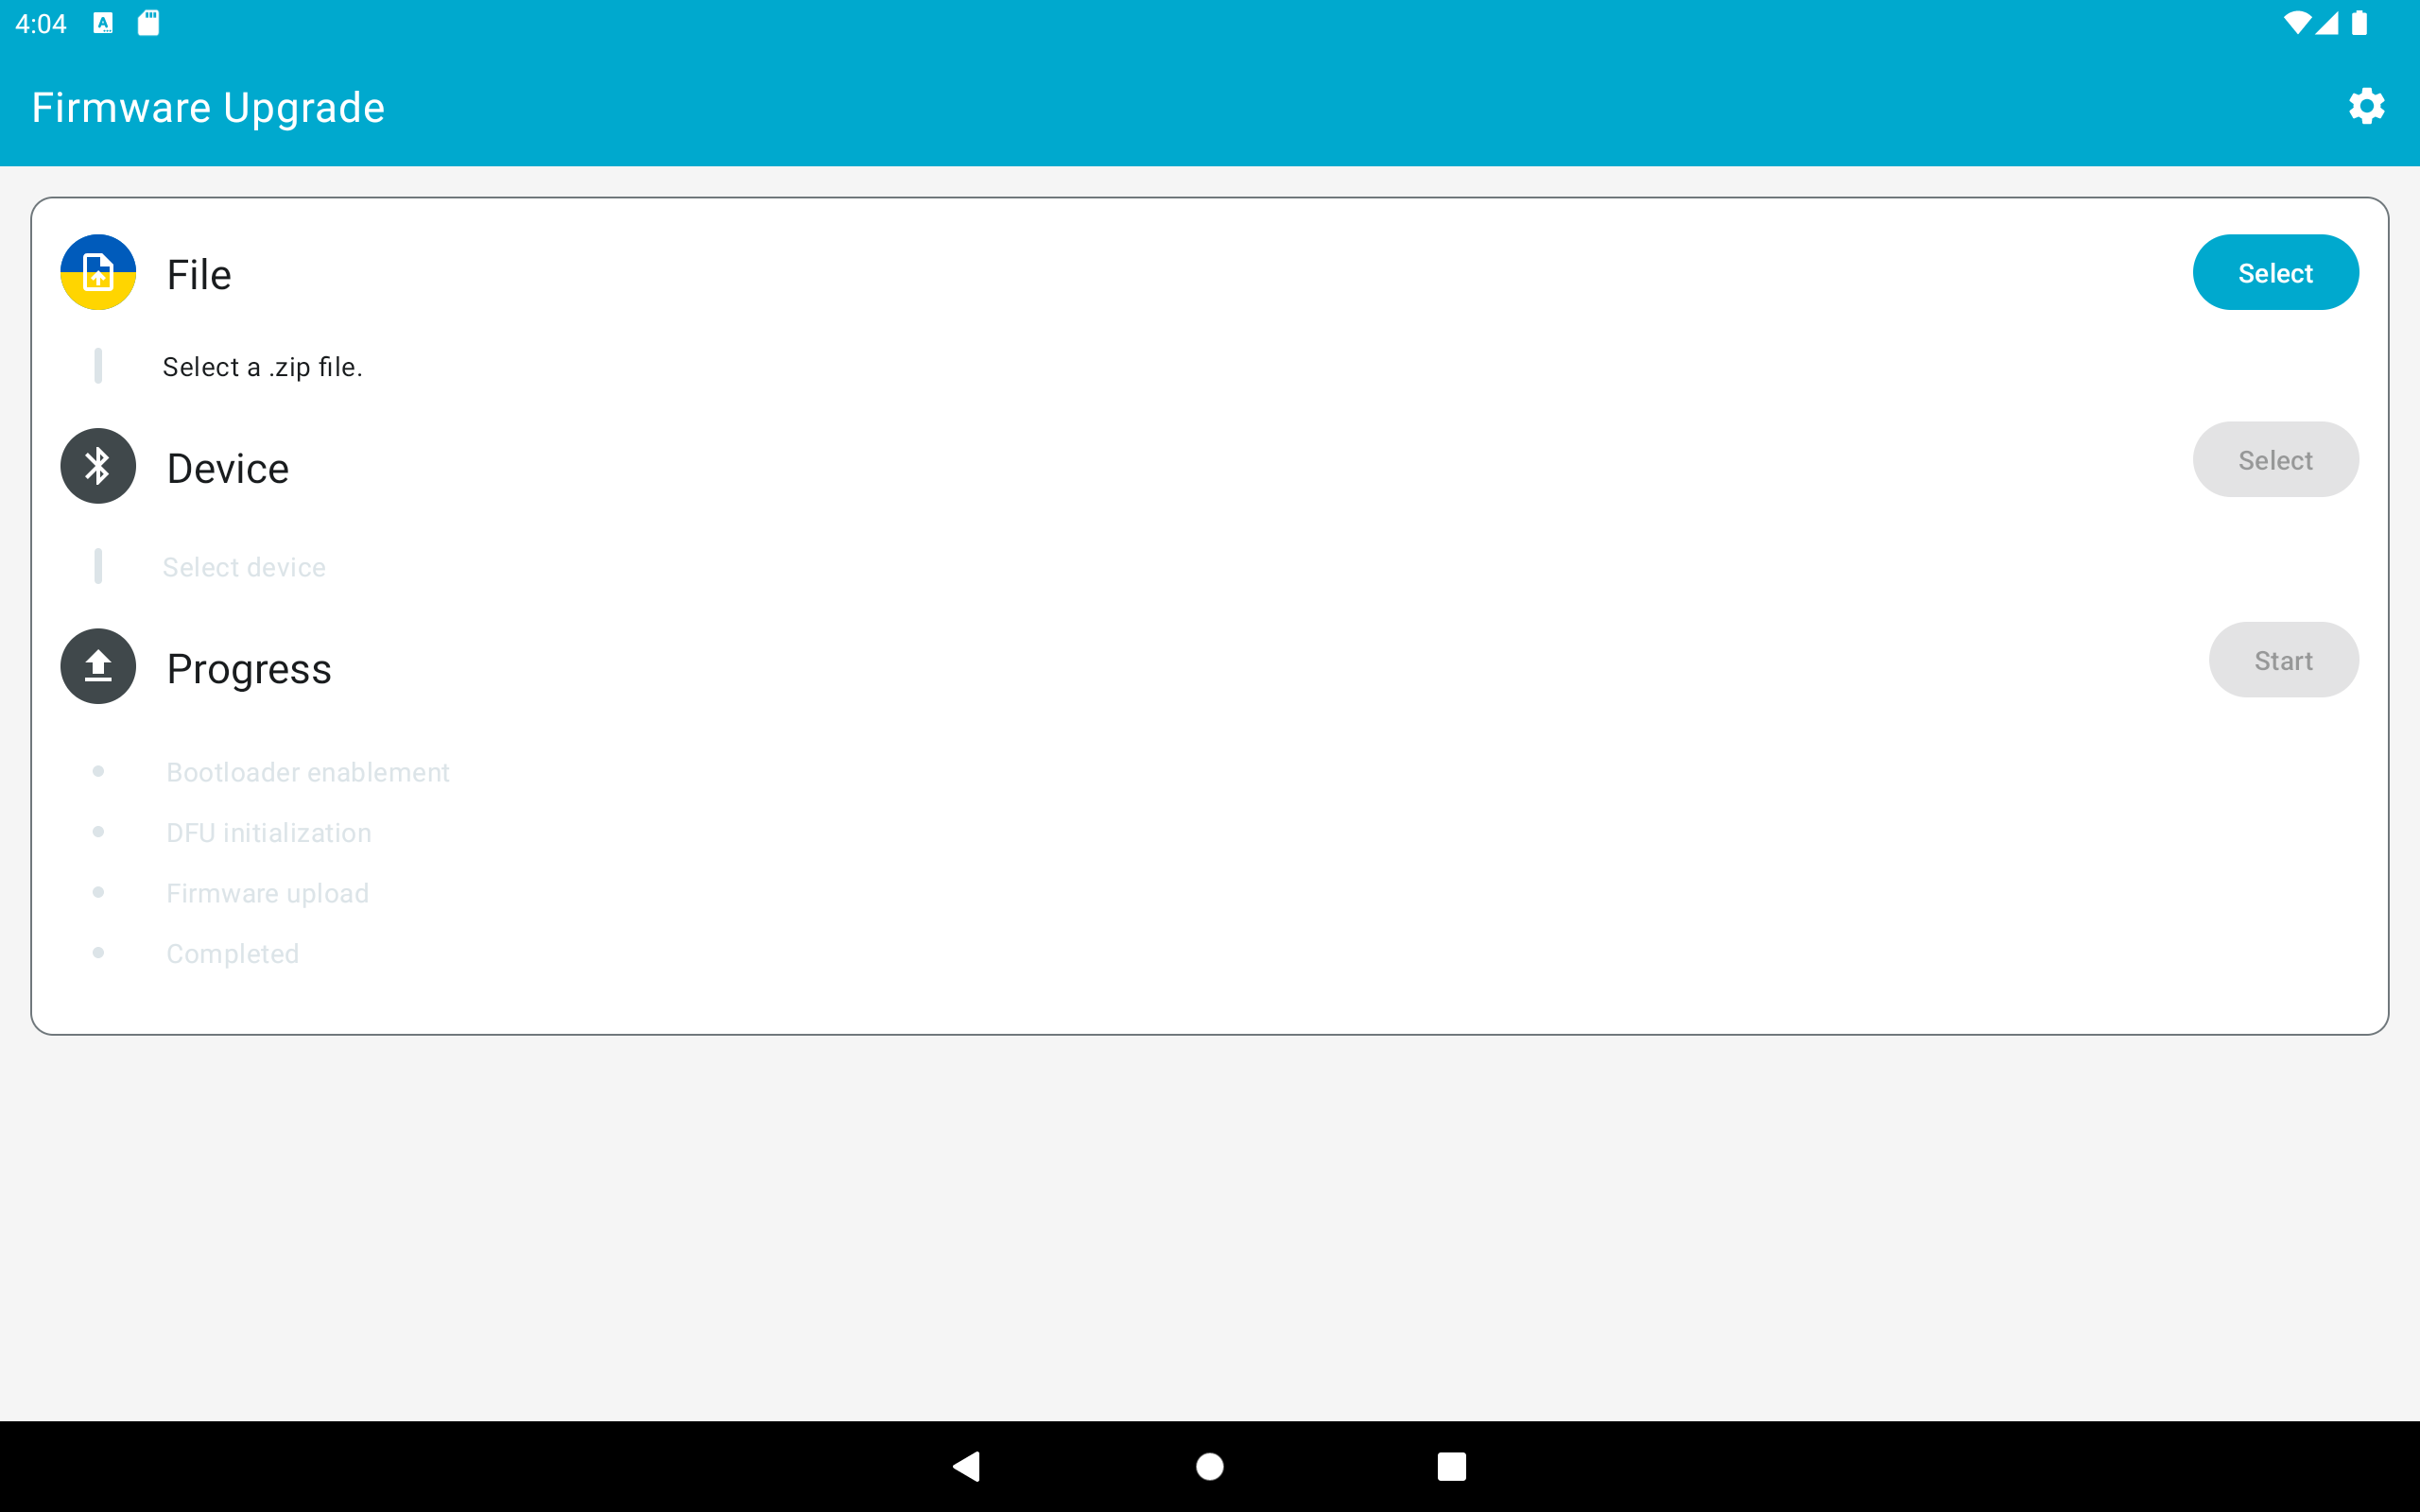 4:04
Firmware Upgrade
File
Select
Select a .zip file.
Device
Select
Select device
Progress
Start
Bootloader enablement
DFU initialization
Firmware upload
Completed